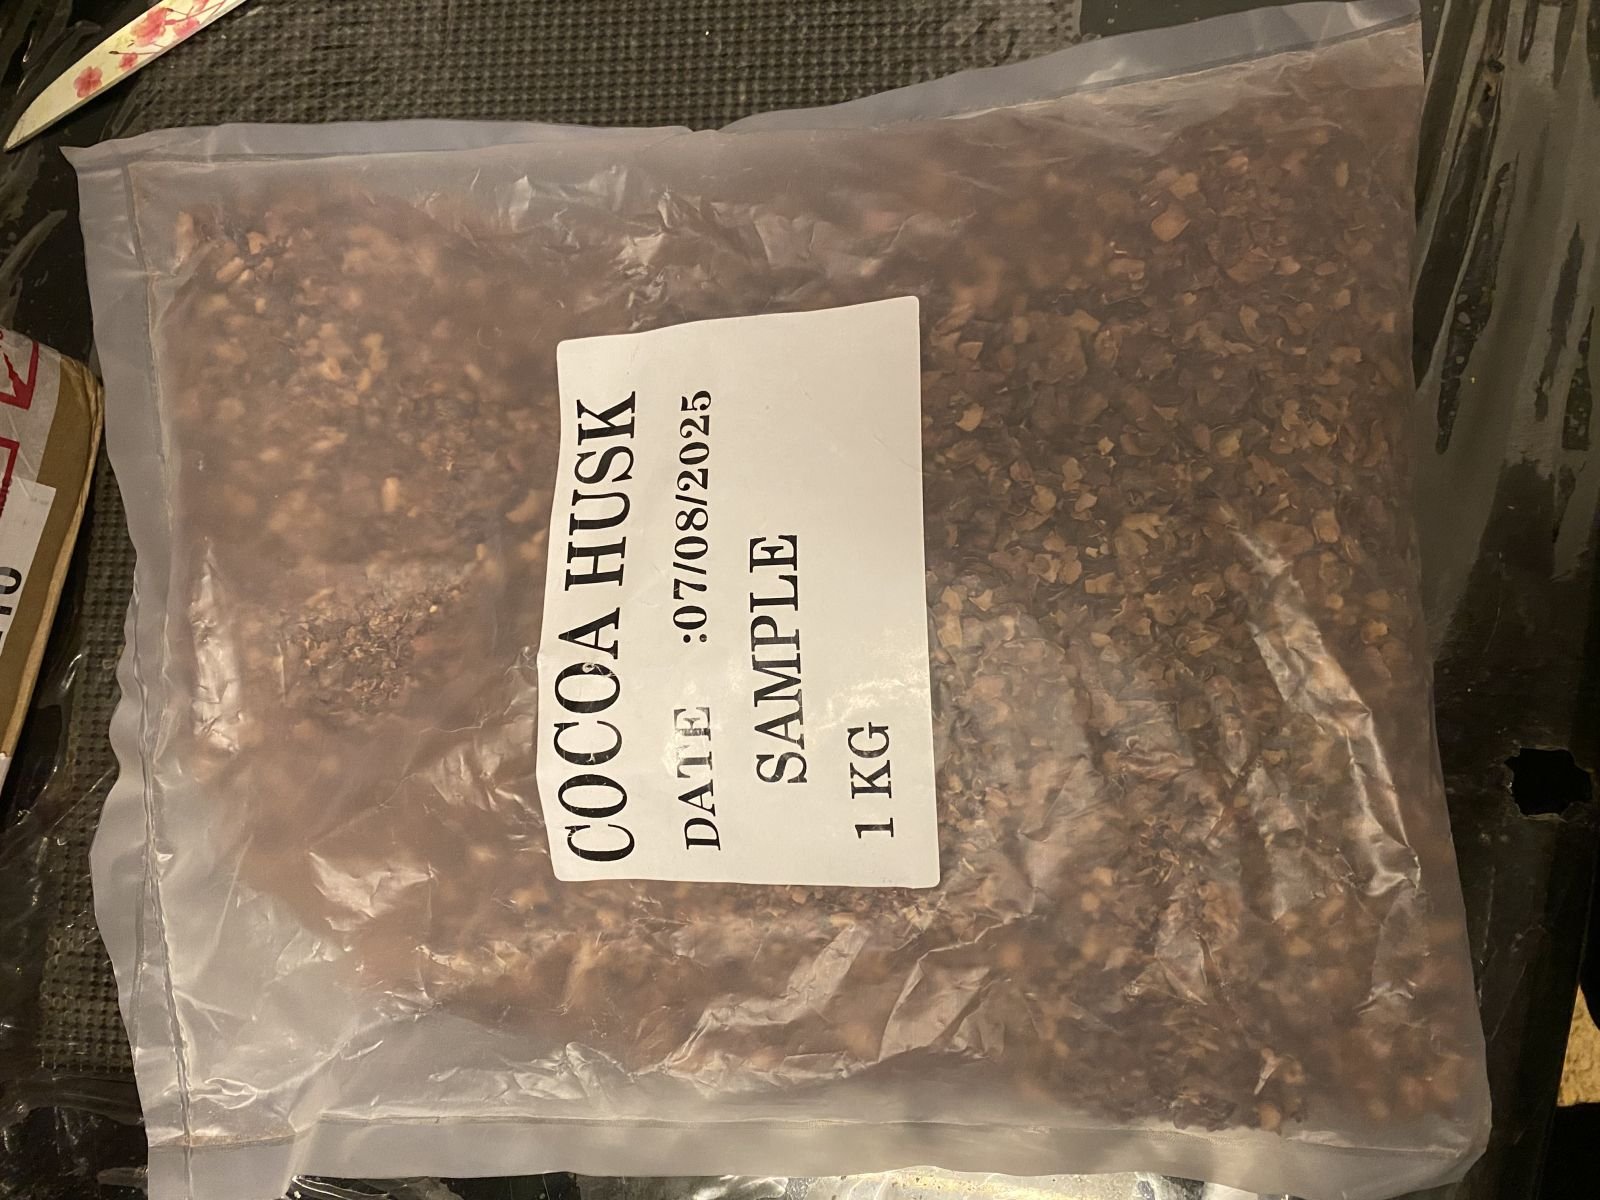 COCOA HUSK
DATE :07/08/2025
SAMPLE
1 KG